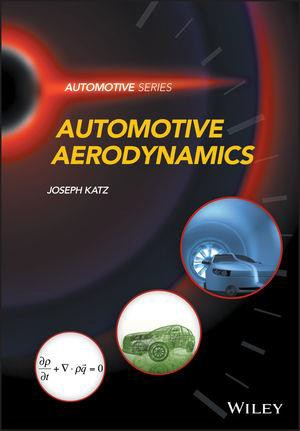 AUTOMOTIVE SERIES
AUTOMOTIVE
AERODYNAMICS
JOSEPH KATZ
∂ρ/∂t + ∇ · ρq⃗ = 0
WILEY